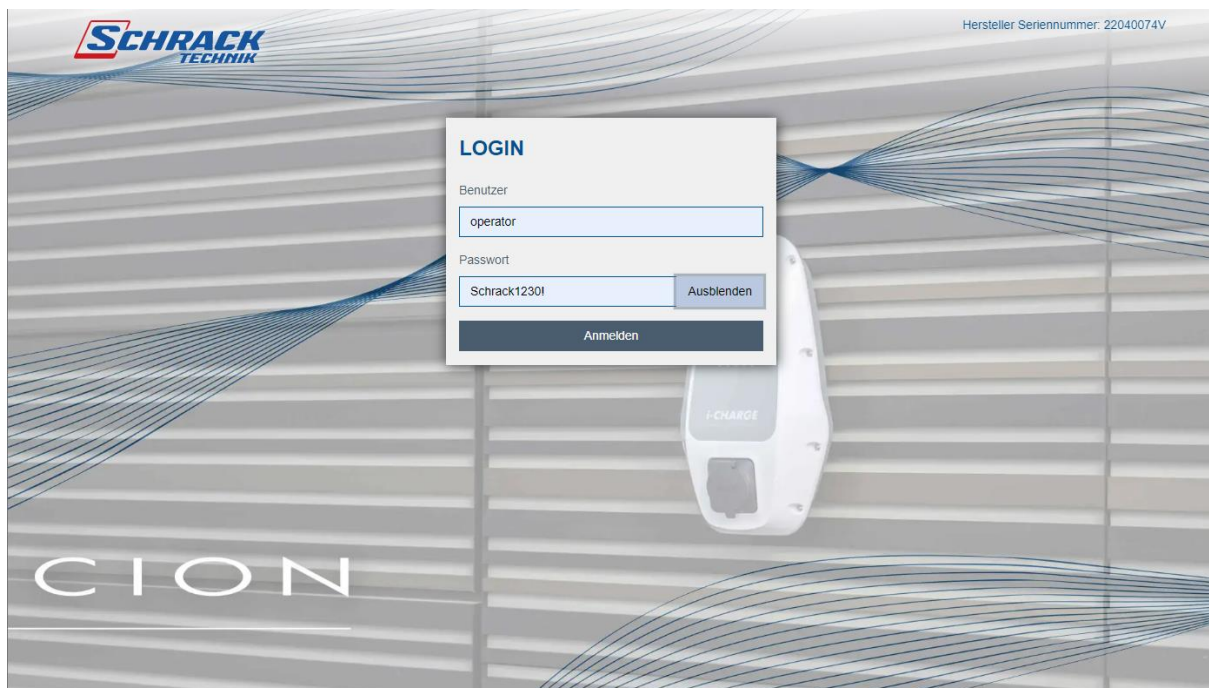 SCHRACK
TECHNIK
Hersteller Seriennummer: 22040074V
LOGIN
Benutzer
operator
Passwort
Schrack1230!
Ausblenden
Anmelden
i-CHARGE
CION